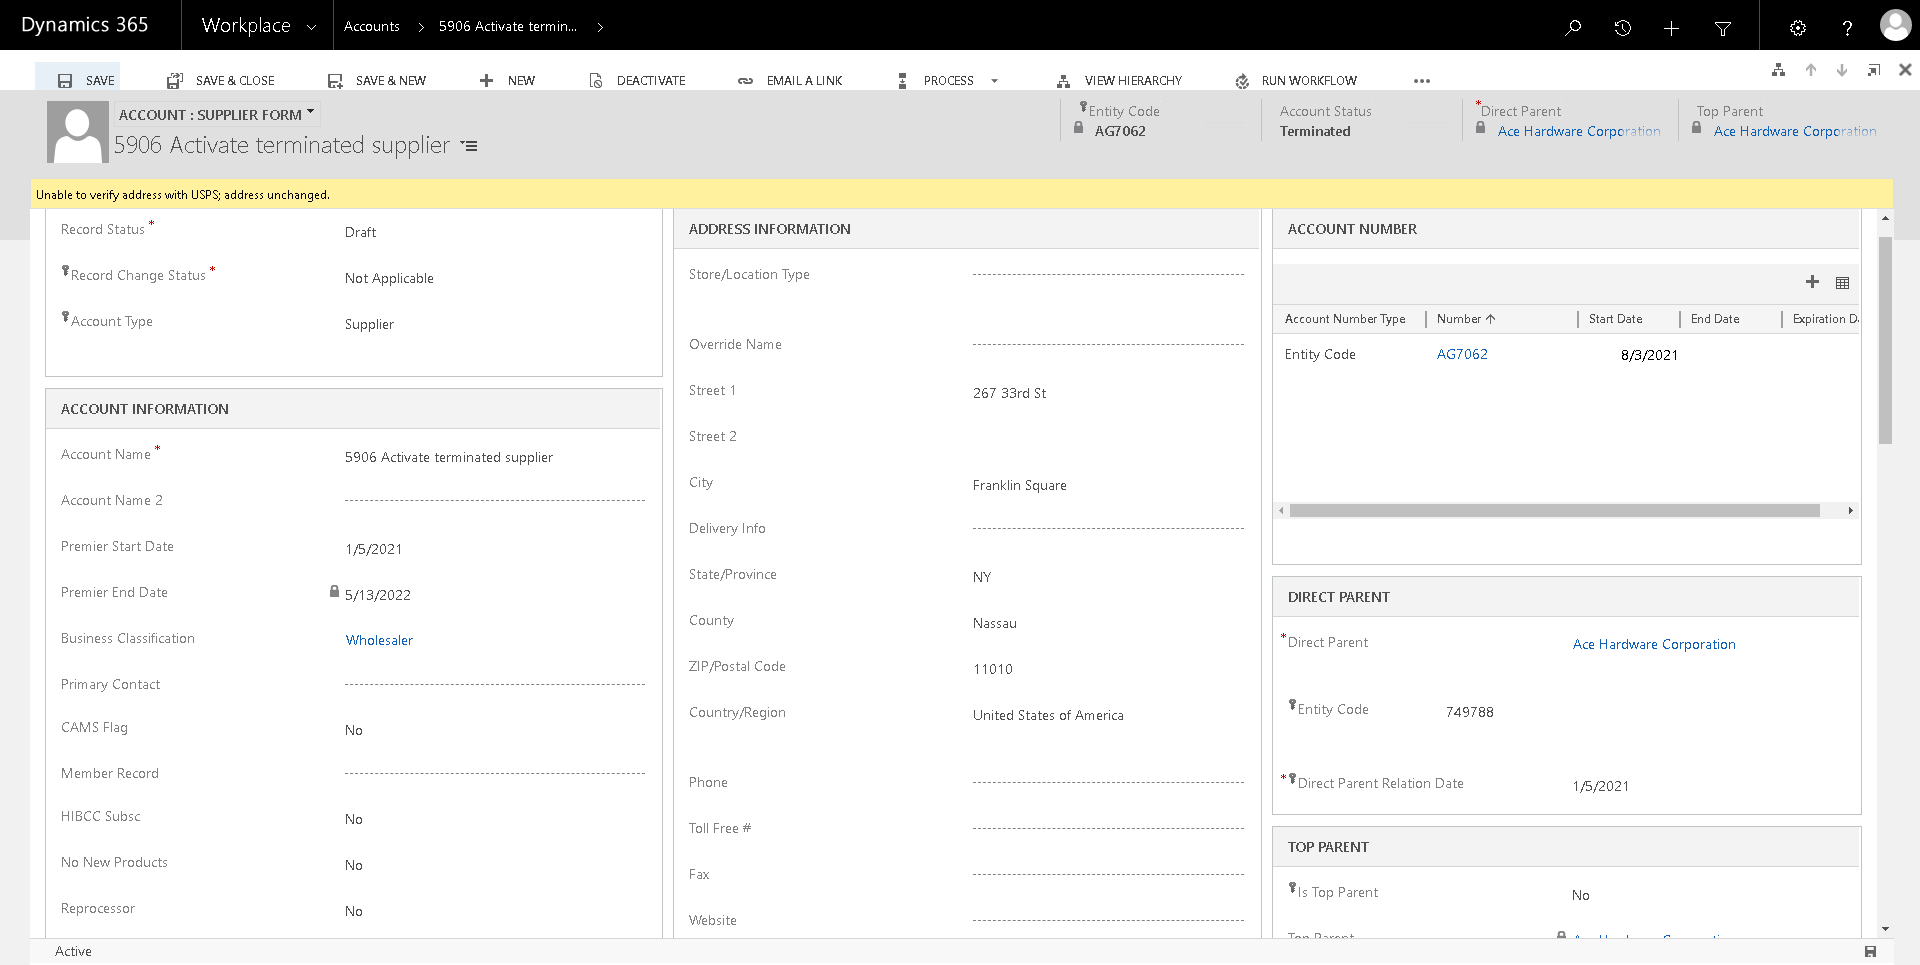 Dynamics 365
Workplace
Accounts
5906 Activate termin...
SAVE
SAVE & CLOSE
SAVE & NEW
NEW
DEACTIVATE
EMAIL A LINK
PROCESS
VIEW HIERARCHY
RUN WORKFLOW
...
ACCOUNT : SUPPLIER FORM
5906 Activate terminated supplier
Entity Code
AG7062
Account Status
Terminated
*Direct Parent
Ace Hardware Corporation
Top Parent
Ace Hardware Corporation
Unable to verify address with USPS; address unchanged.
Record Status *
Draft
Record Change Status *
Not Applicable
Account Type
Supplier
ACCOUNT INFORMATION
Account Name *
5906 Activate terminated supplier
Account Name 2
Premier Start Date
1/5/2021
Premier End Date
5/13/2022
Business Classification
Wholesaler
Primary Contact
CAMS Flag
No
Member Record
HIBCC Subsc
No
No New Products
No
Reprocessor
No
ADDRESS INFORMATION
Store/Location Type
Override Name
Street 1
267 33rd St
Street 2
City
Franklin Square
Delivery Info
State/Province
NY
County
Nassau
ZIP/Postal Code
11010
Country/Region
United States of America
Phone
Toll Free #
Fax
Website
ACCOUNT NUMBER
Account Number Type
Number
Start Date
End Date
Expiration D
Entity Code
AG7062
8/3/2021
DIRECT PARENT
*Direct Parent
Ace Hardware Corporation
Entity Code
749788
*Direct Parent Relation Date
1/5/2021
TOP PARENT
Is Top Parent
No
Top Parent
Ace Hardware Corporation
Active